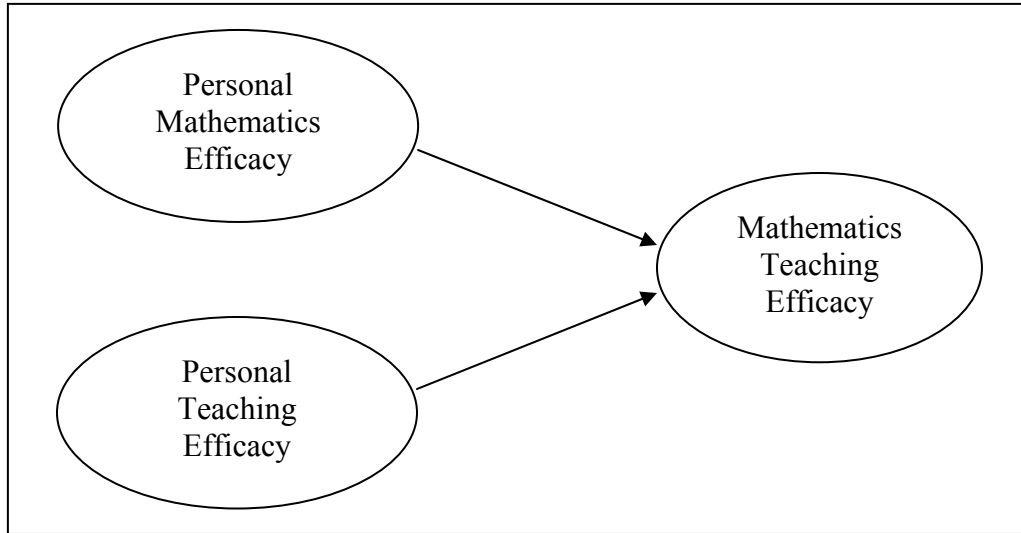 Personal
Mathematics
Efficacy
Mathematics
Teaching
Efficacy
Personal
Teaching
Efficacy